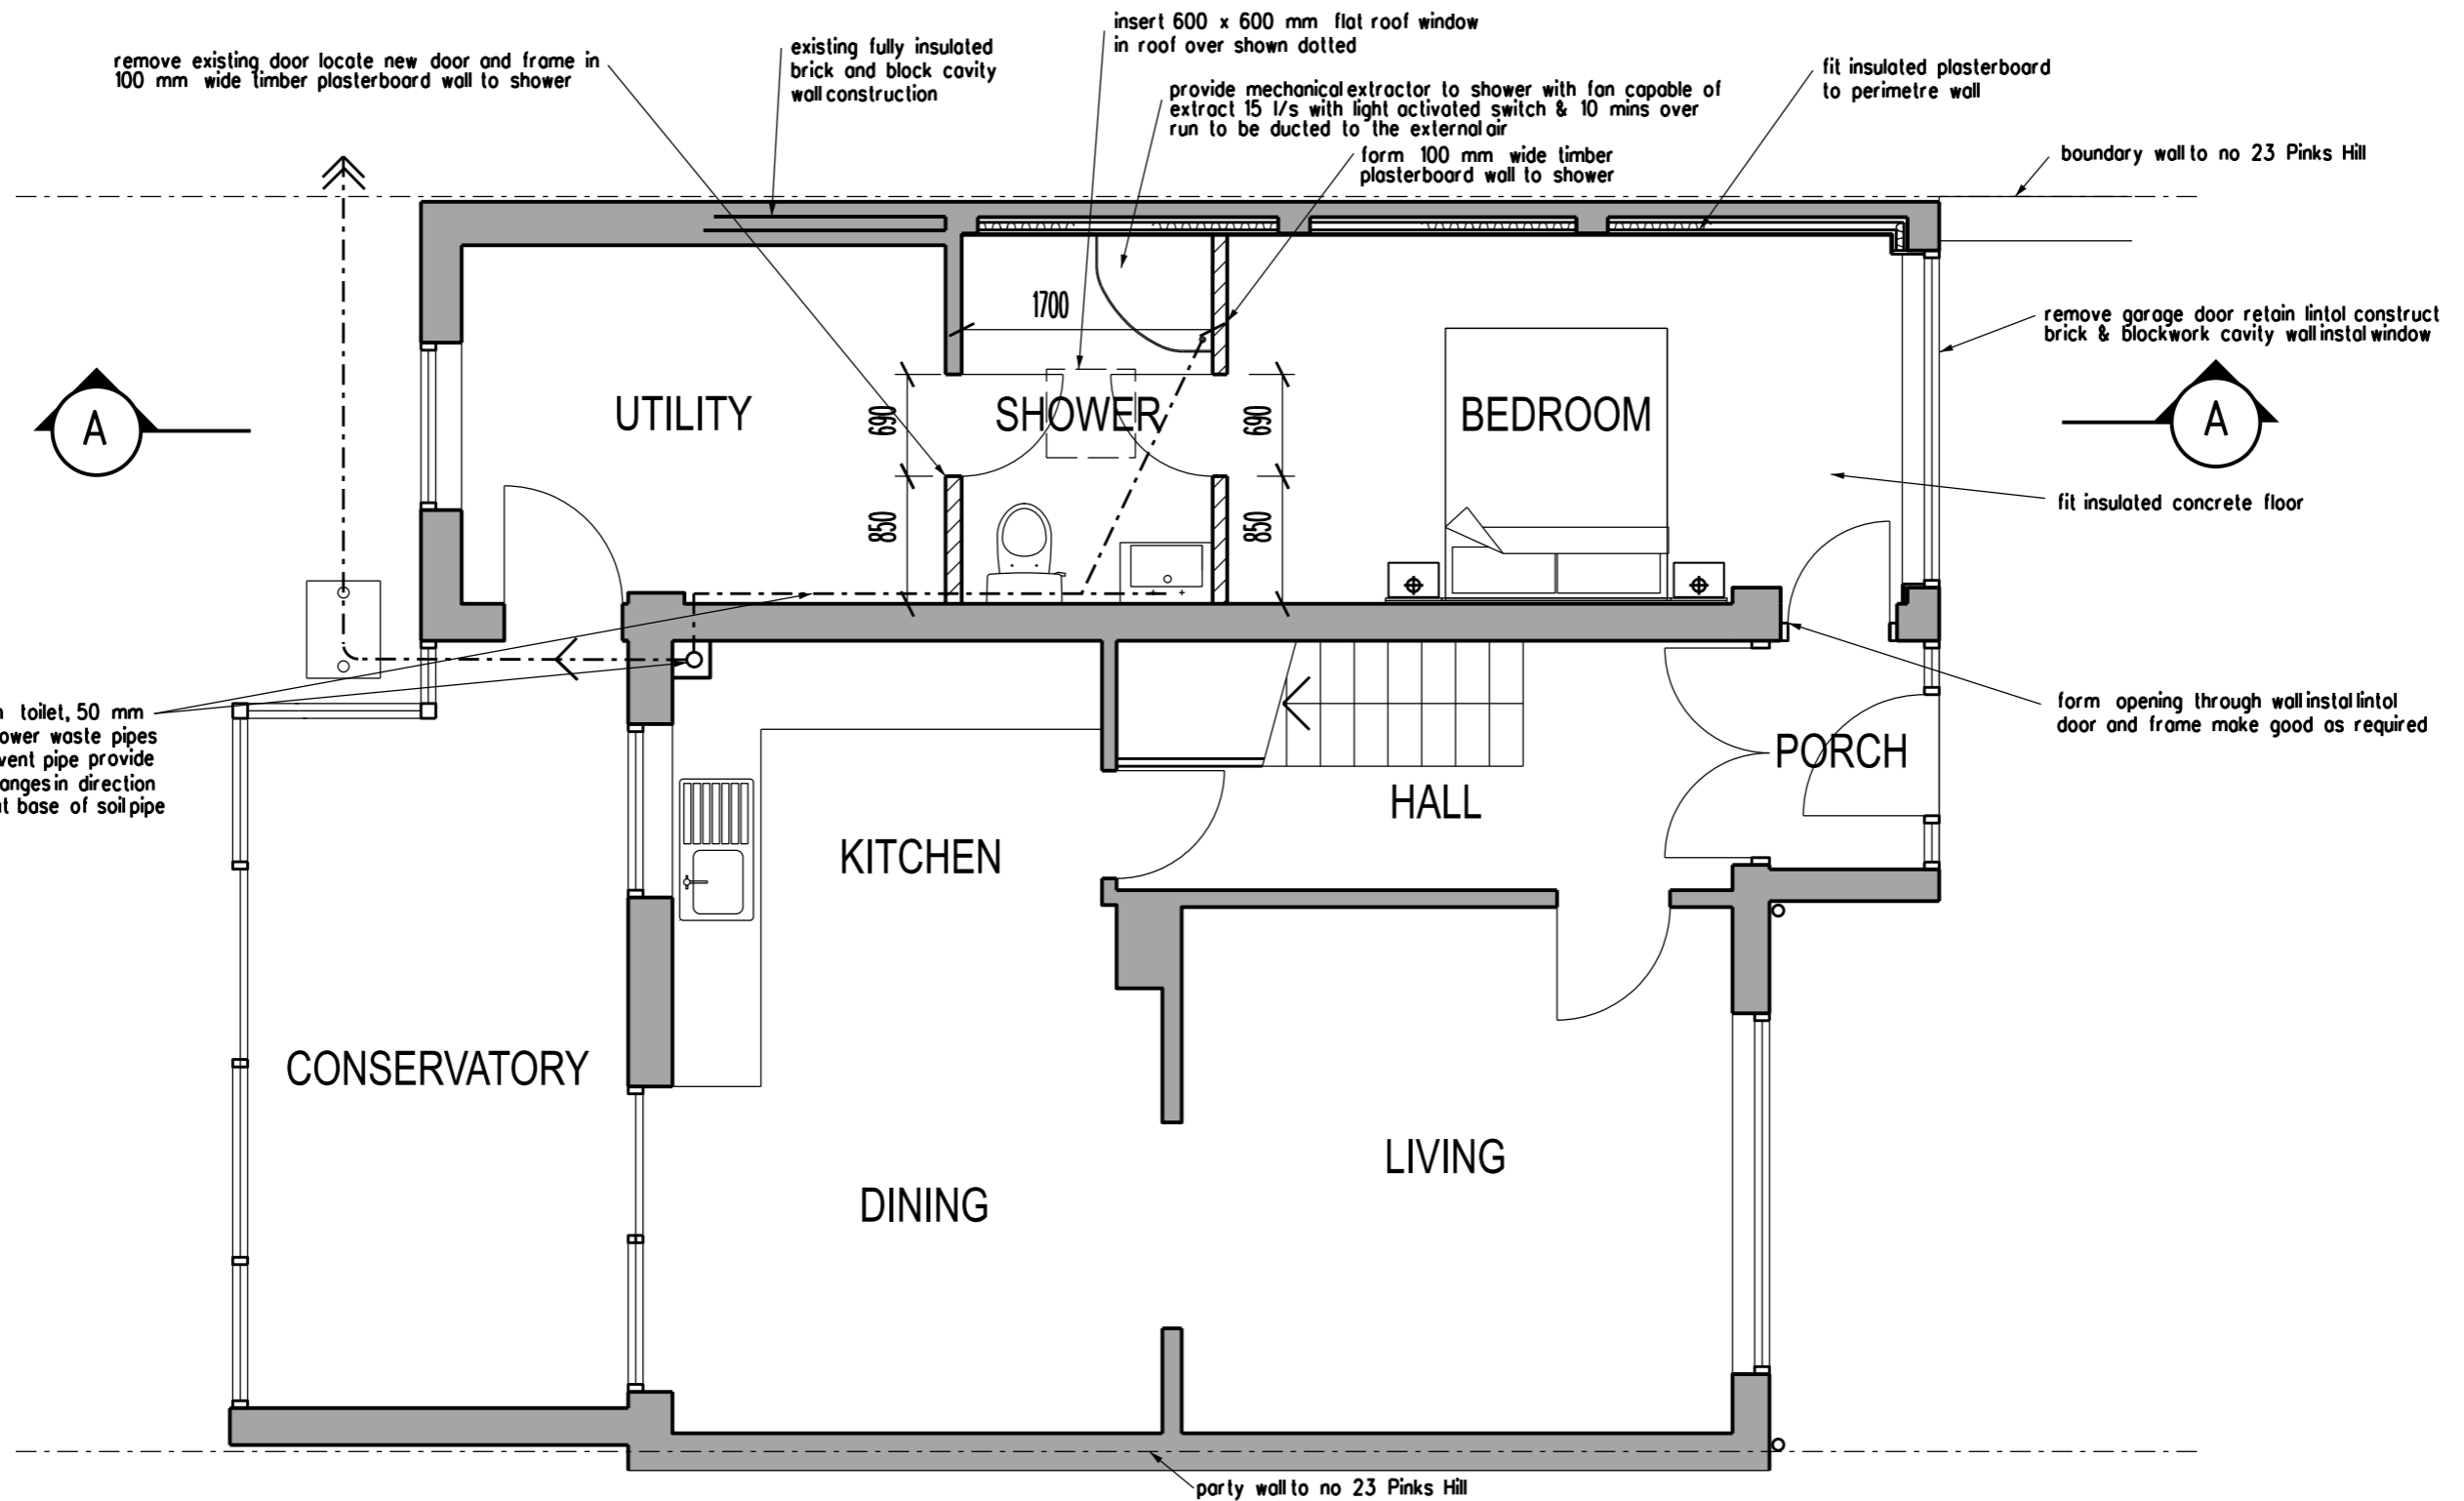 insert 600 x 600 mm flat roof window
in roof over shown dotted
existing fully insulated
brick and block cavity
wall construction
remove existing door locate new door and frame in
100 mm wide timber plasterboard wall to shower
provide mechanical extractor to shower with fan capable of
extract 15 l/s with light activated switch & 10 mins over
run to be ducted to the external air
fit insulated plasterboard
to perimetre wall
form 100 mm wide timber
plasterboard wall to shower
boundary wall to no 23 Pinks Hill
1700
remove garage door retain lintol construct
brick & blockwork cavity wall instal window
A
UTILITY
690
SHOWER
690
BEDROOM
A
fit insulated concrete floor
850
850
toilet, 50 mm
ower waste pipes
vent pipe provide
anges in direction
t base of soil pipe
form opening through wall instal lintol
door and frame make good as required
PORCH
HALL
KITCHEN
CONSERVATORY
LIVING
DINING
party wall to no 23 Pinks Hill